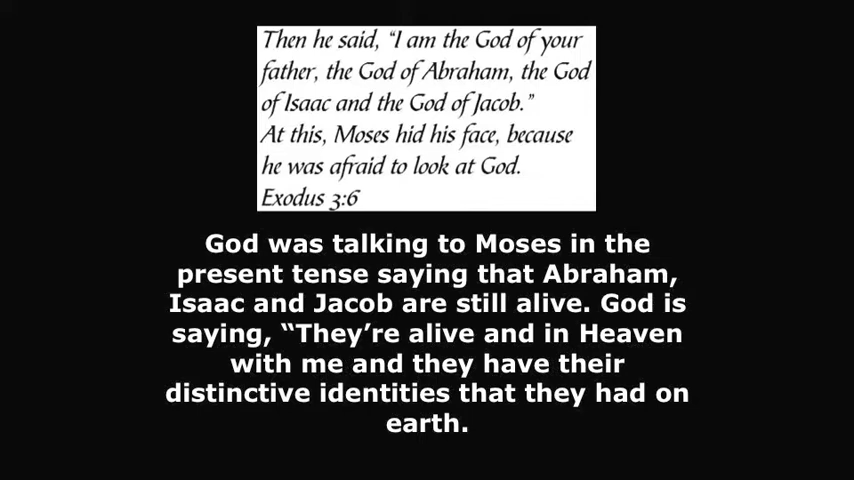 Then he said, “I am the God of your
father, the God of Abraham, the God
of Isaac and the God of Jacob.”
At this, Moses hid his face, because
he was afraid to look at God.
Exodus 3:6
God was talking to Moses in the
present tense saying that Abraham,
Isaac and Jacob are still alive. God is
saying, “They’re alive and in Heaven
with me and they have their
distinctive identities that they had on
earth.